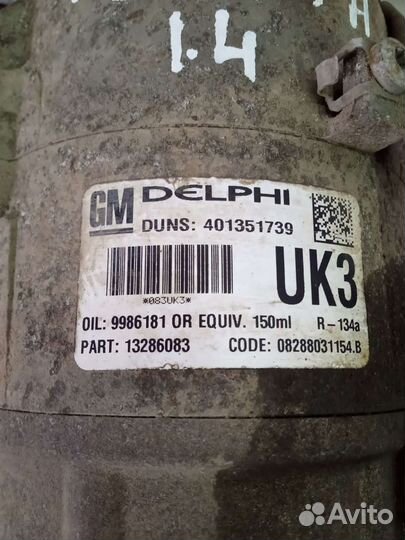 1.4
GM DELPHI
DUNS: 401351739
*083UK3*
UK3
OIL: 9986181 OR EQUIV. 150ml R-134a
PART: 13286083 CODE: 08288031154.B
Avito